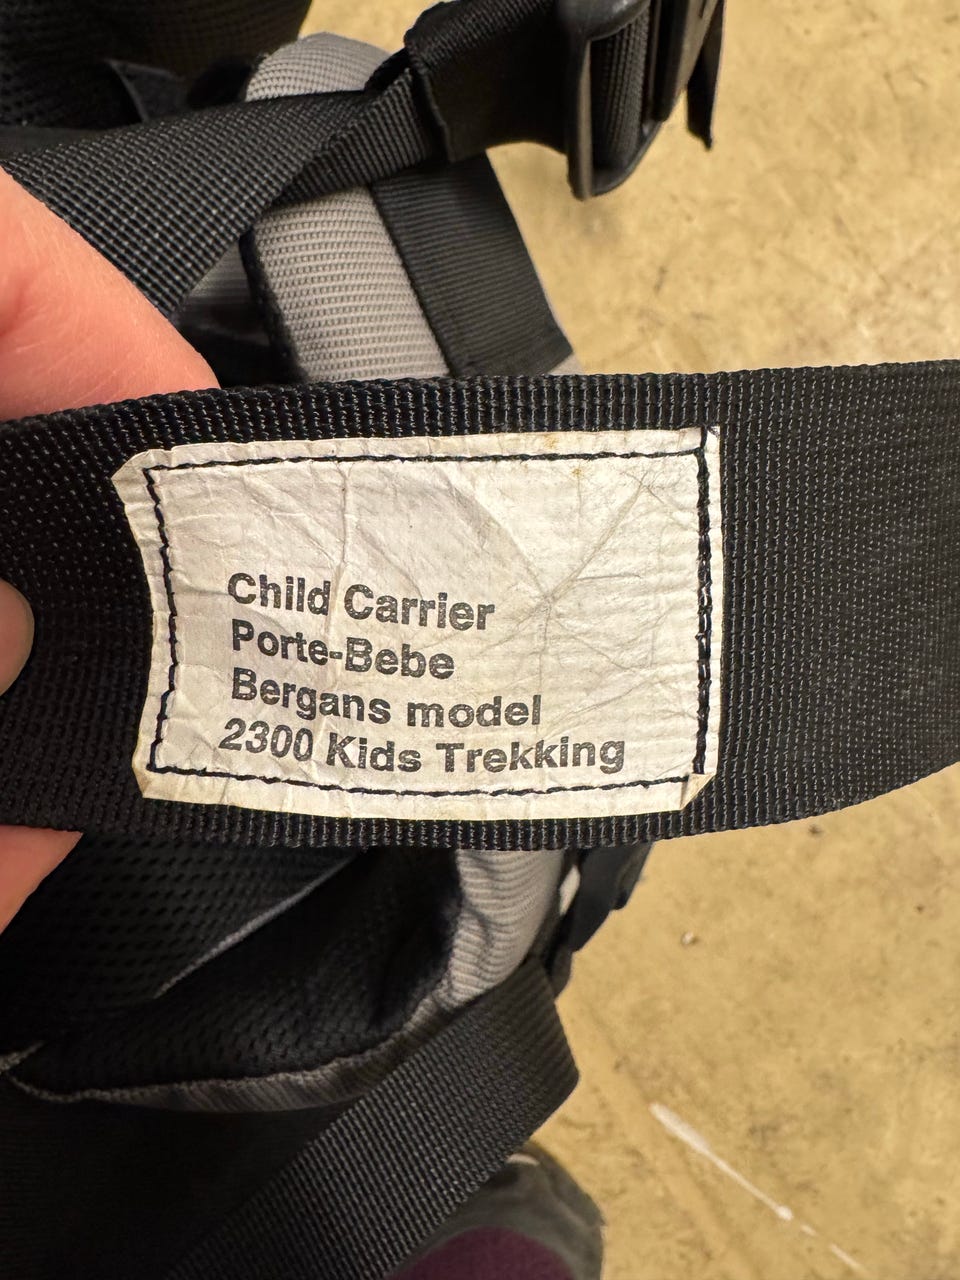 Child Carrier
Porte-Bebe
Bergans model
2300 Kids Trekking